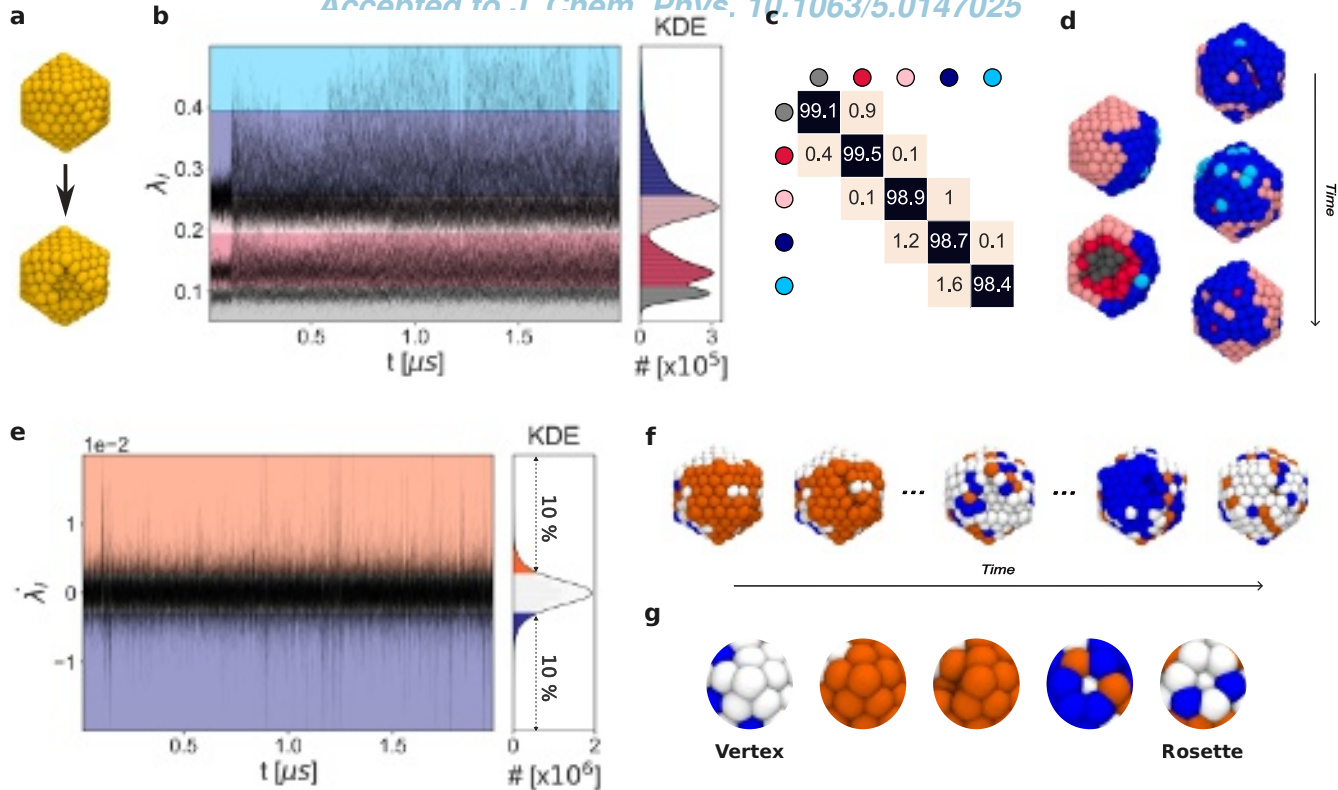 Accepted to J. Chem. Phys. 10.1063/5.0147025
a
b
KDE
λi
0.4
0.3
0.2
0.1
0.5
1.0
1.5
t [μs]
0
3
# [x10⁵]
c
99.1 0.9
0.4 99.5 0.1
0.1 98.9 1
1.2 98.7 0.1
1.6 98.4
d
Time
e
1e−2
KDE
λ̇i
1
0
−1
0.5
1.0
1.5
t [μs]
10 %
10 %
0
2
# [x10⁶]
f
...
...
Time
g
Vertex
Rosette